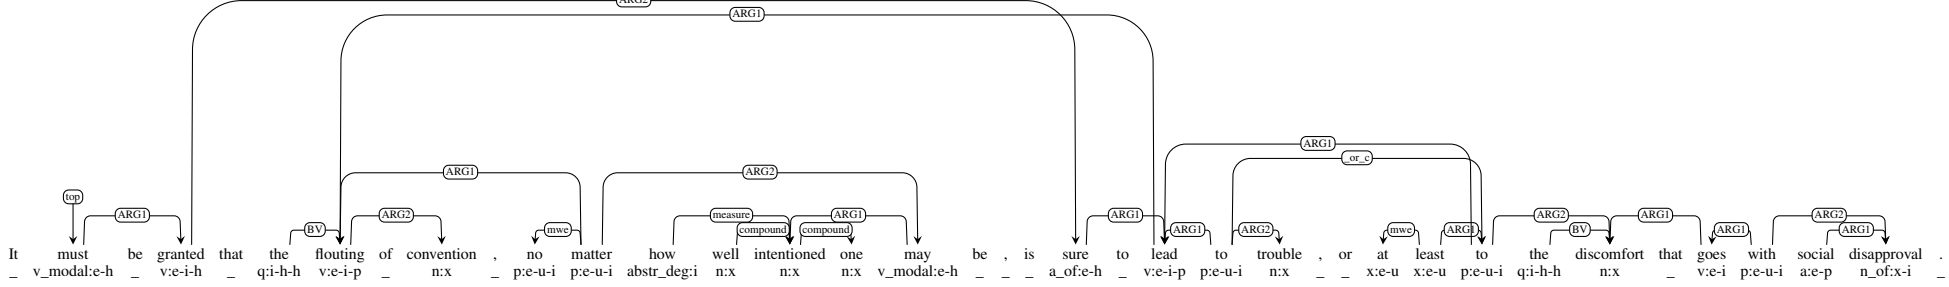 ARG2
ARG1
ARG1
_or_c
ARG1 ARG2
top
ARG1 ARG2 measure ARG1 ARG1 ARG2 ARG1 ARG2
BV mwe compound compound ARG1 ARG2 mwe ARG1 BV ARG1 ARG1
It must be granted that the flouting of convention , no matter how well intentioned one may be , is sure to lead to trouble , or at least to the discomfort that goes with social disapproval .
_ v_modal:e-h _ v:e-i-h _ q:i-h-h v:e-i-p _ n:x _ p:e-u-i p:e-u-i abstr_deg:i n:x n:x n:x v_modal:e-h _ _ _ a_of:e-h _ v:e-i-p p:e-u-i n:x _ _ x:e-u x:e-u p:e-u-i q:i-h-h n:x _ v:e-i p:e-u-i a:e-p n_of:x-i _